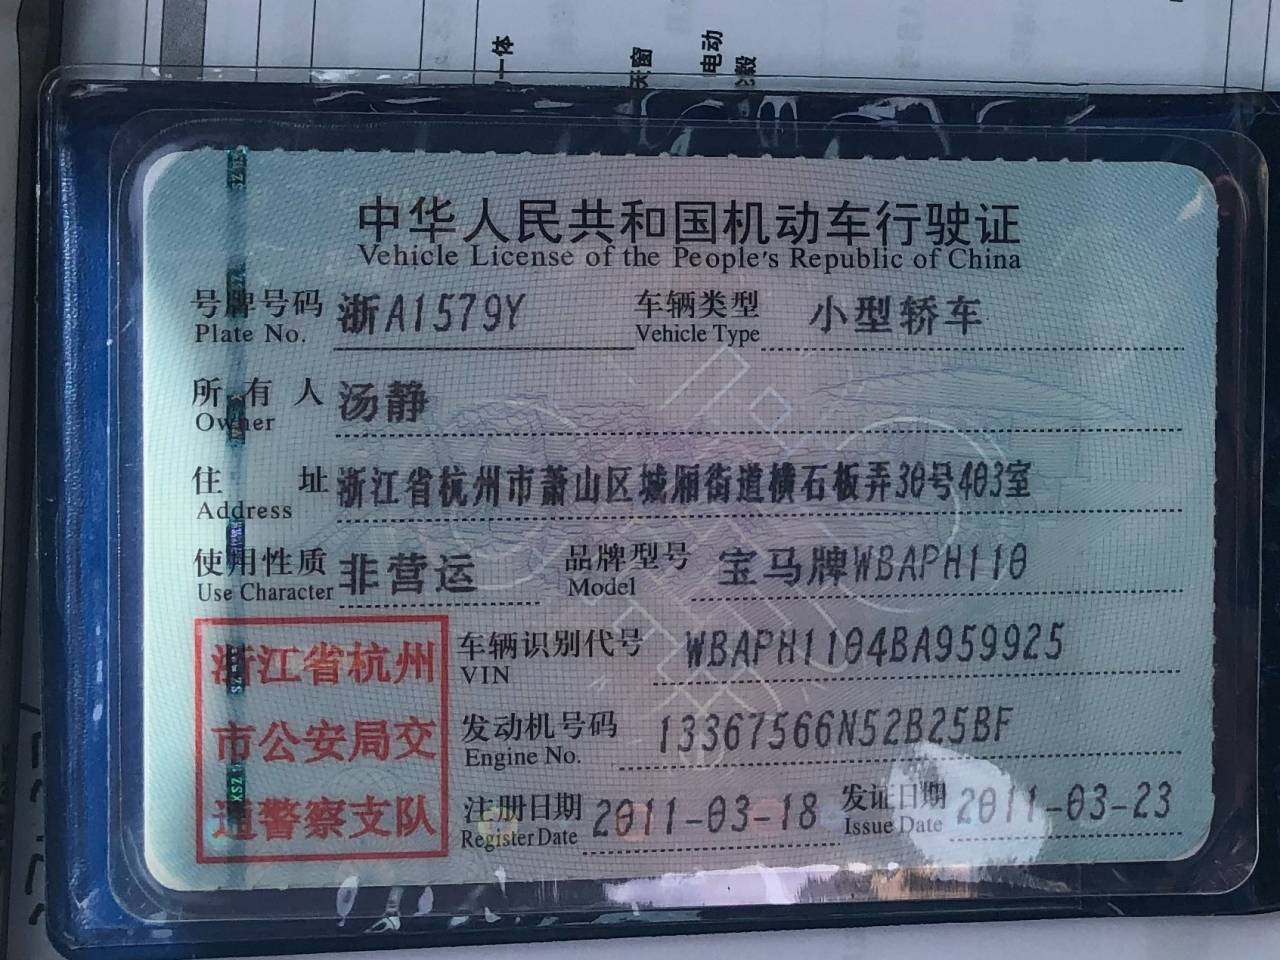 一体
天窗
电动
中华人民共和国机动车行驶证
Vehicle License of the People's Republic of China
号牌号码 浙A1579Y 车辆类型 小型轿车
Plate No. Vehicle Type
所有人 汤静
Owner
住址 浙江省杭州市萧山区城厢街道横石板弄30号403室
Address
使用性质 非营运 品牌型号 宝马牌WBAPH110
Use Character Model
浙江省杭州
市公安局交
通警察支队
车辆识别代号 WBAPH1104BA959925
VIN
发动机号码 13367566N52B25BF
Engine No.
注册日期 2011-03-18 发证日期 2011-03-23
Register Date Issue Date